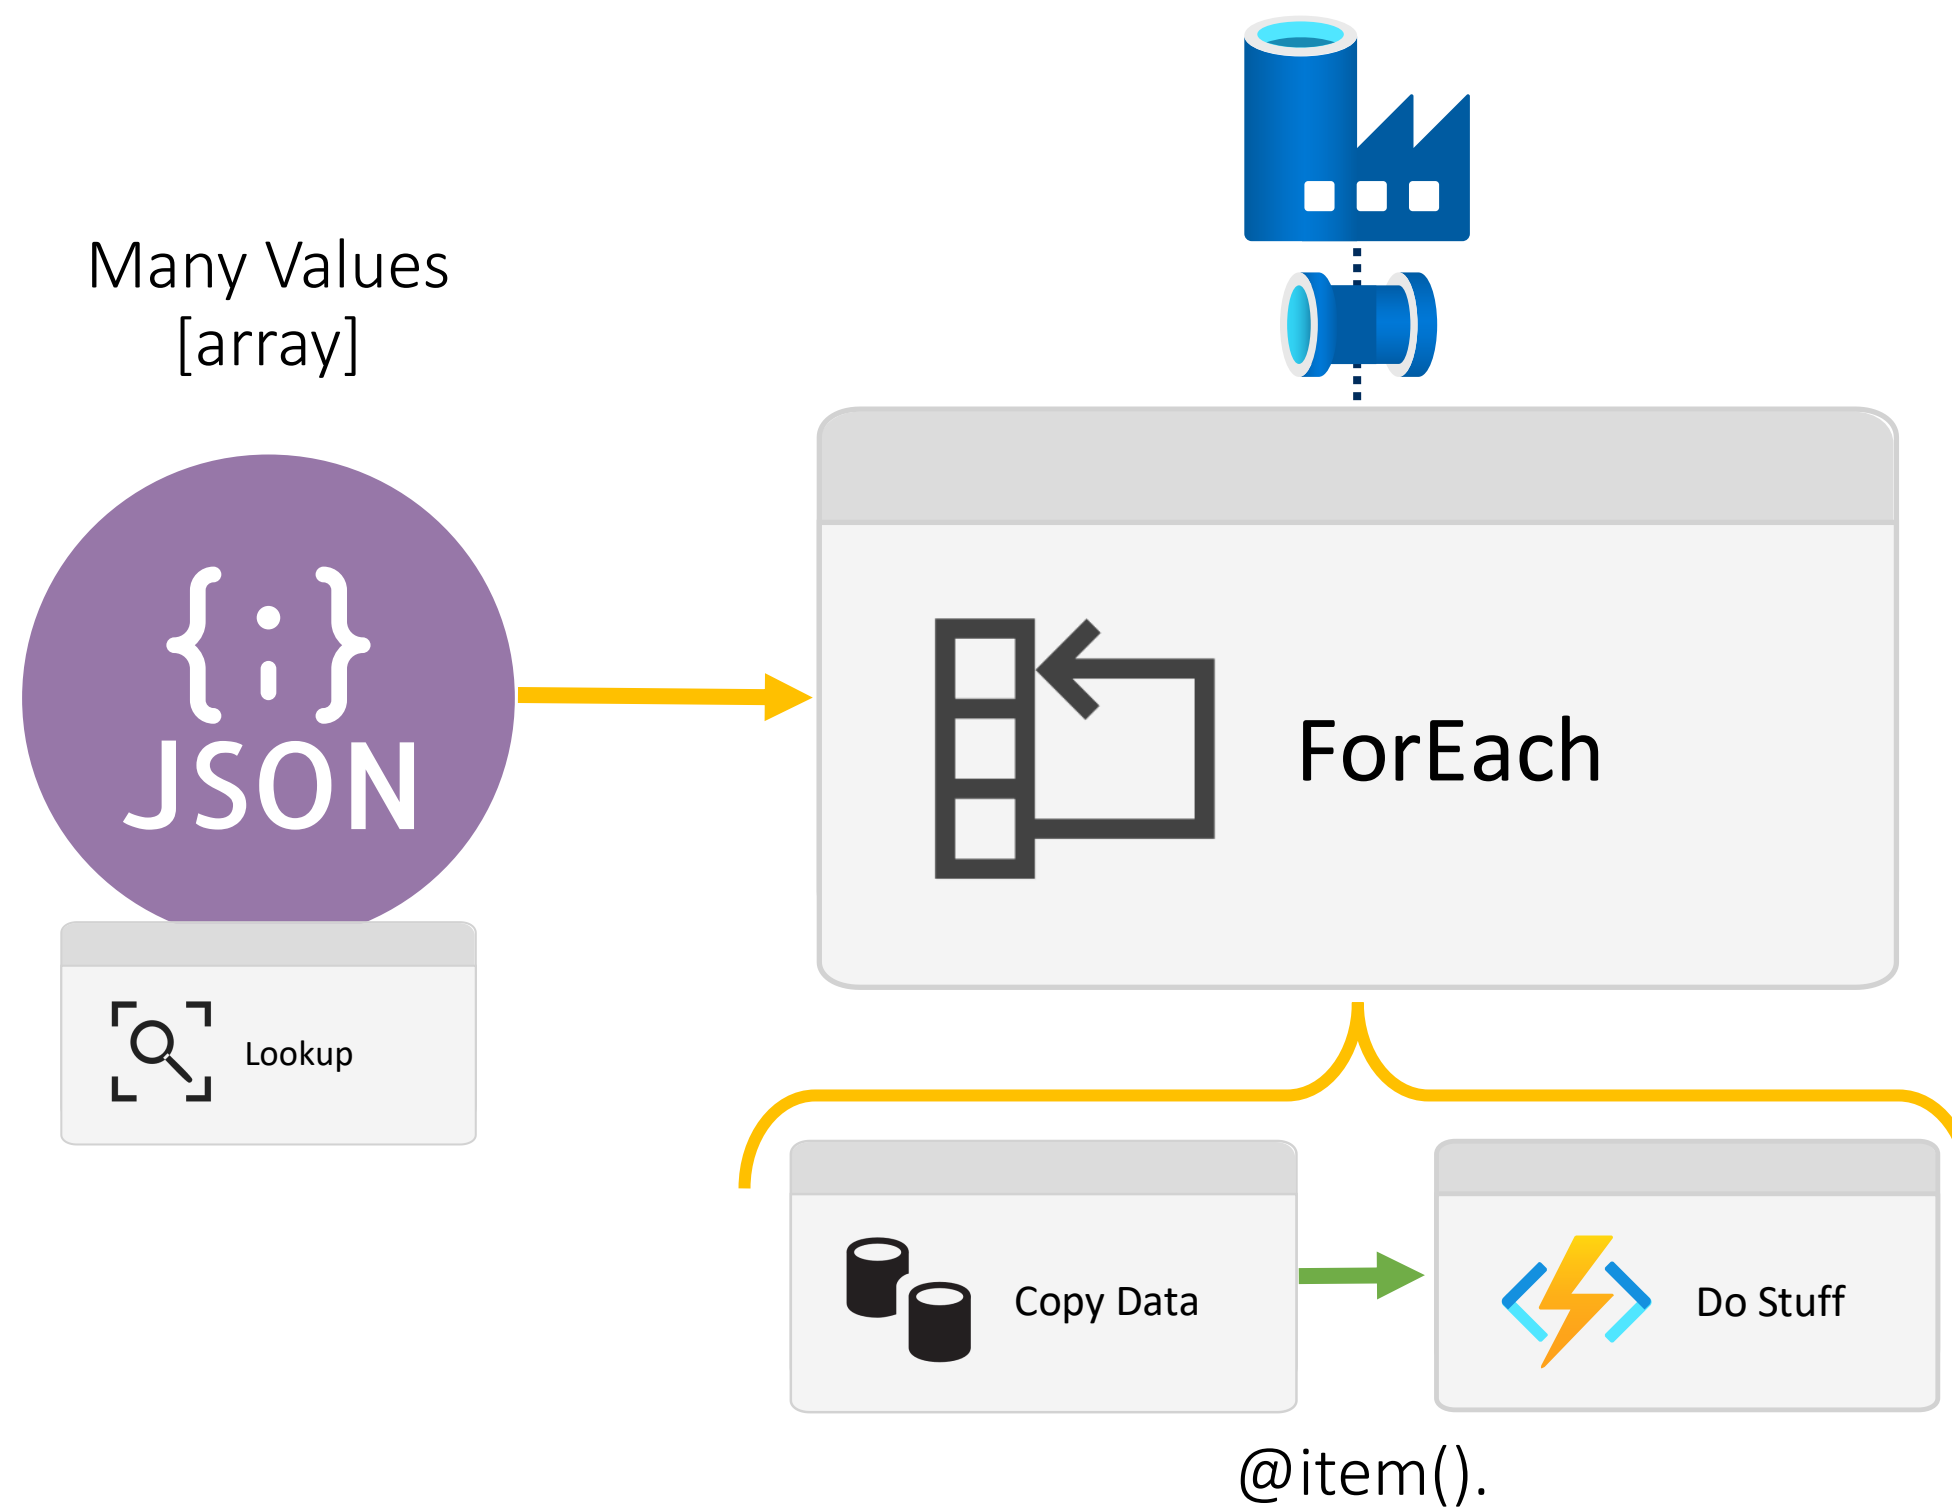 Many Values
[array]
{;}
JSON
Lookup
ForEach
Copy Data
Do Stuff
@item().